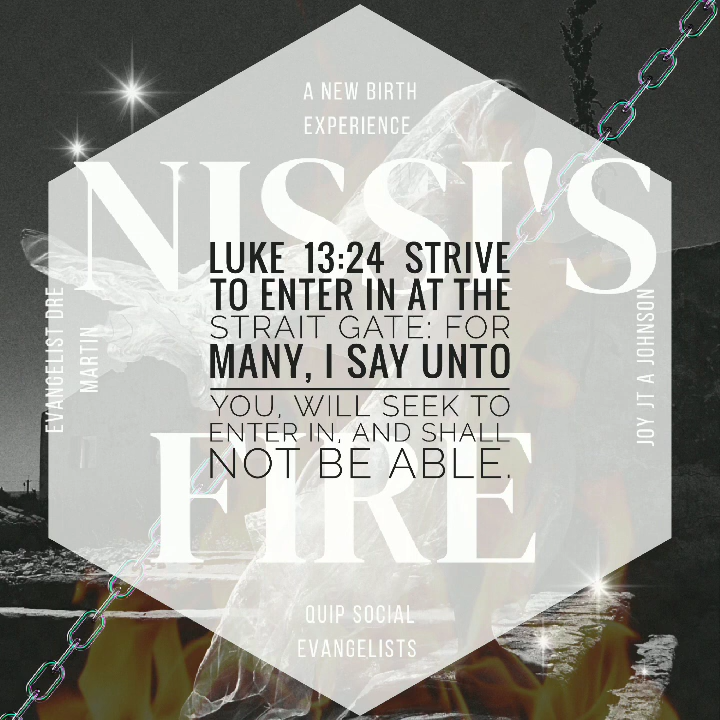 A NEW BIRTH
EXPERIENCE
NISSI'S
LUKE 13:24 STRIVE
TO ENTER IN AT THE
STRAIT GATE: FOR
MANY, I SAY UNTO
YOU, WILL SEEK TO
ENTER IN, AND SHALL
NOT BE ABLE.
EVANGELIST DRE
MARTIN
JOY JT A JOHNSON
FIRE
QUIP SOCIAL
EVANGELISTS